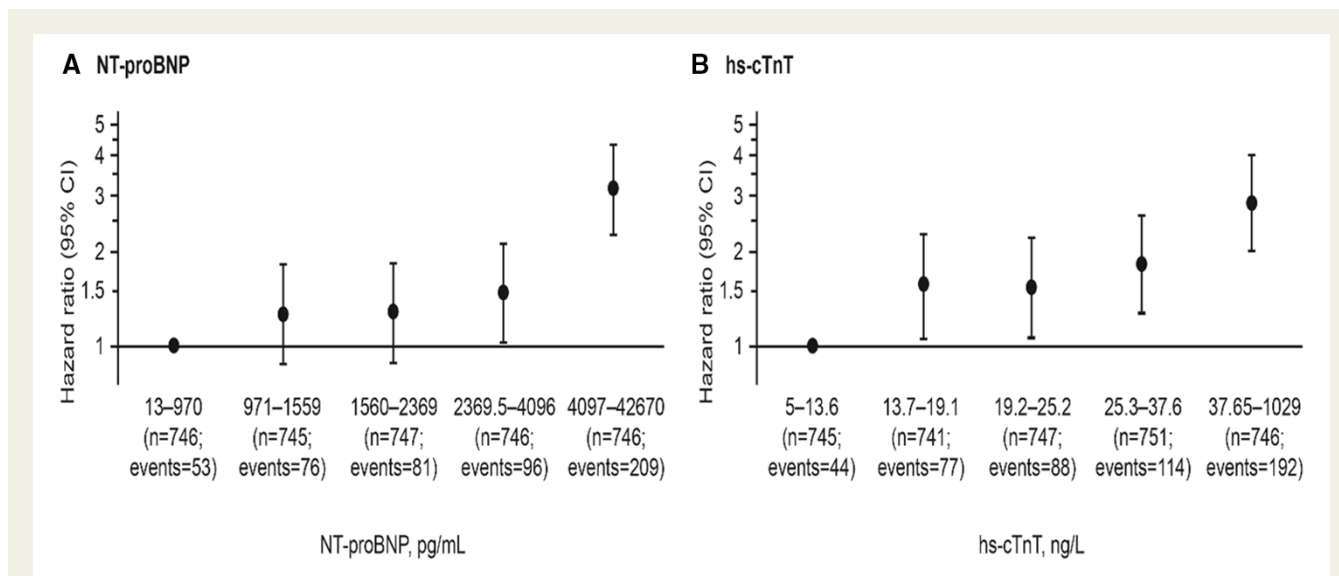 A NT-proBNP
Hazard ratio (95% CI)
5
4
3
2
1.5
1
13–970
(n=746;
events=53)
971–1559
(n=745;
events=76)
1560–2369
(n=747;
events=81)
2369.5–4096
(n=746;
events=96)
4097–42670
(n=746;
events=209)
NT-proBNP, pg/mL
B hs-cTnT
Hazard ratio (95% CI)
5
4
3
2
1.5
1
5–13.6
(n=745;
events=44)
13.7–19.1
(n=741;
events=77)
19.2–25.2
(n=747;
events=88)
25.3–37.6
(n=751;
events=114)
37.65–1029
(n=746;
events=192)
hs-cTnT, ng/L